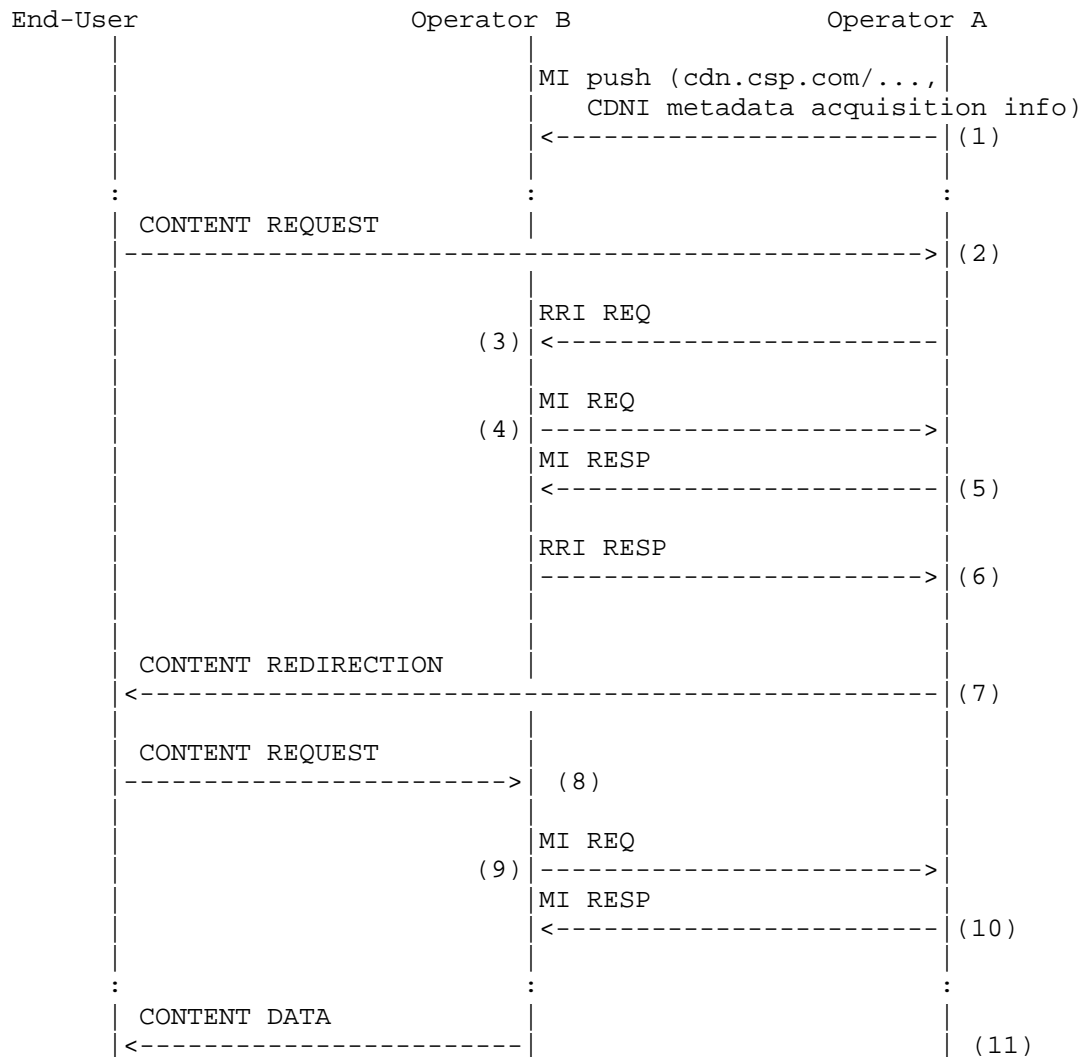 End-User Operator B Operator A
MI push (cdn.csp.com/...,
CDNI metadata acquisition info)
(1)
CONTENT REQUEST
(2)
RRI REQ
(3)
MI REQ
(4)
MI RESP
(5)
RRI RESP
(6)
CONTENT REDIRECTION
(7)
CONTENT REQUEST
(8)
MI REQ
(9)
MI RESP
(10)
CONTENT DATA
(11)